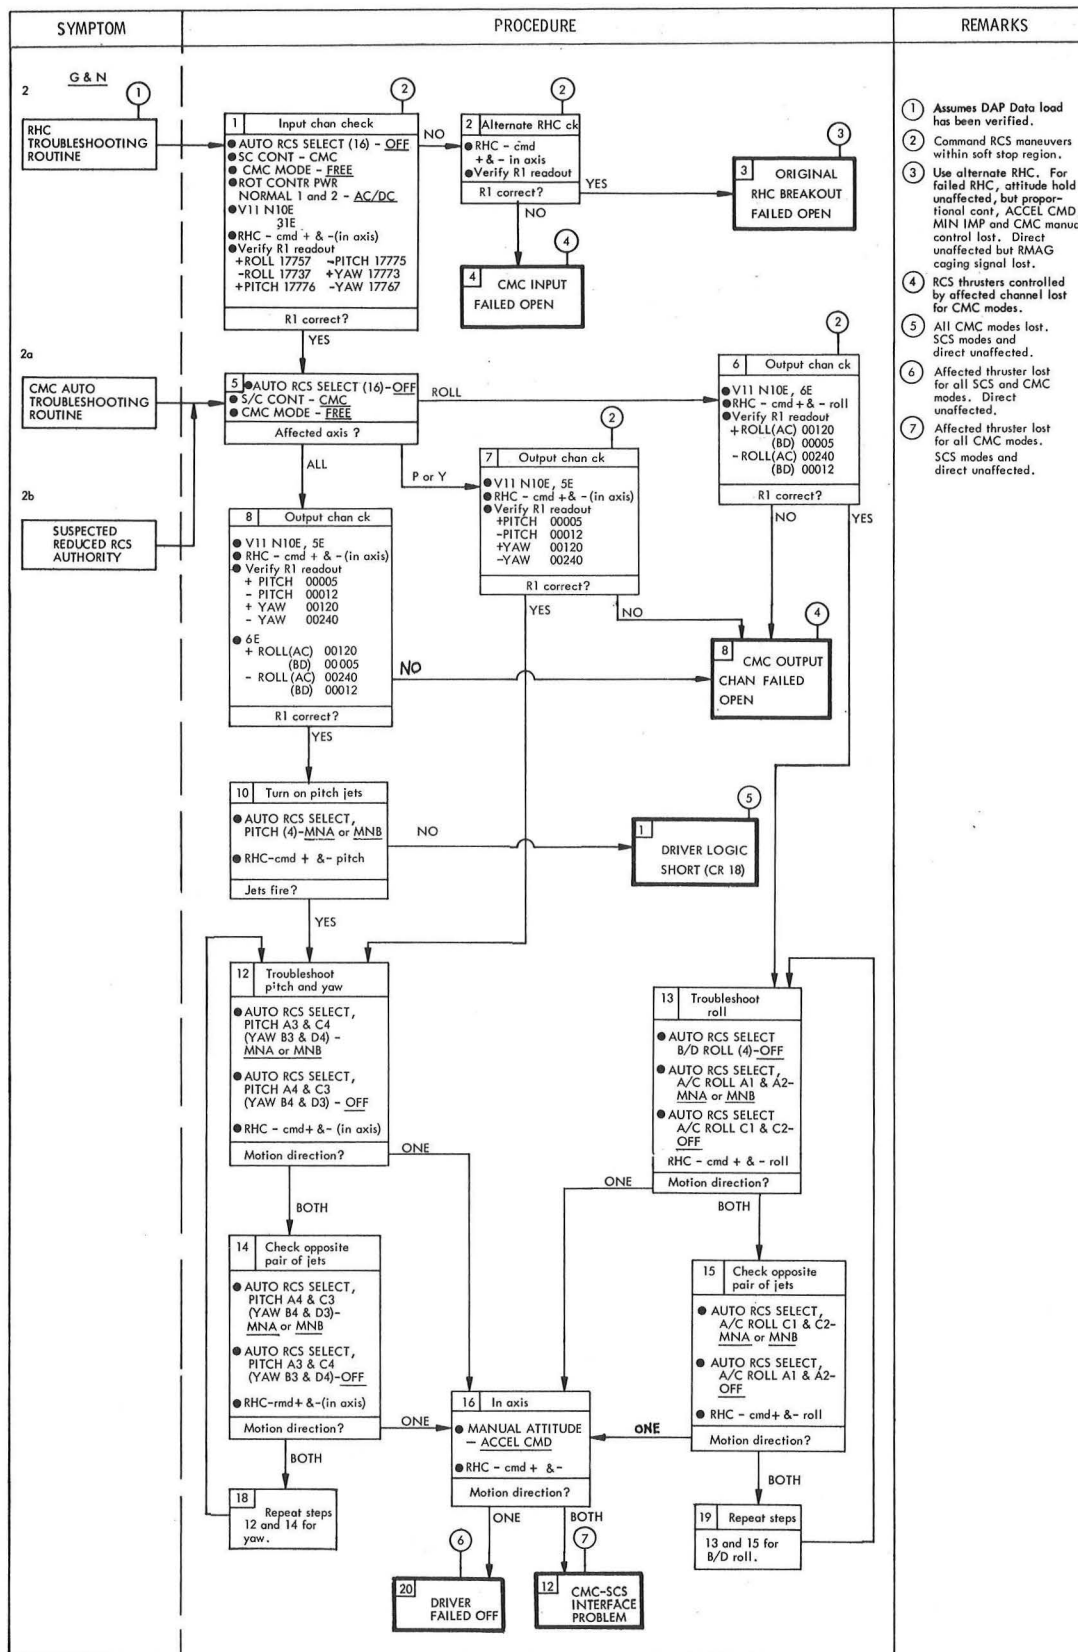 SYMPTOM
PROCEDURE
REMARKS
2
G & N
1
RHC
TROUBLESHOOTING
ROUTINE
2
1 Input chan check
●AUTO RCS SELECT (16) - OFF
●SC CONT - CMC
● CMC MODE - FREE
●ROT CONTR PWR
NORMAL 1 and 2 - AC/DC
●V11 N10E
31E
●RHC - cmd + & -(in axis)
●Verify R1 readout
+ROLL 17757 -PITCH 17775
-ROLL 17737 +YAW 17773
+PITCH 17776 -YAW 17767
R1 correct?
NO
YES
2
2 Alternate RHC ck
●RHC - cmd
+ & - in axis
●Verify R1 readout
R1 correct?
YES
NO
3
3 ORIGINAL
RHC BREAKOUT
FAILED OPEN
4
4 CMC INPUT
FAILED OPEN
2a
CMC AUTO
TROUBLESHOOTING
ROUTINE
5 ●AUTO RCS SELECT (16)-OFF
●S/C CONT - CMC
●CMC MODE - FREE
Affected axis ?
ROLL
P or Y
ALL
2
6 Output chan ck
●V11 N10E, 6E
●RHC - cmd +& - roll
●Verify R1 readout
+ROLL(AC) 00120
(BD) 00005
-ROLL(AC) 00240
(BD) 00012
R1 correct?
NO
YES
2
7 Output chan ck
●V11 N10E, 5E
●RHC - cmd +& -(in axis)
●Verify R1 readout
+PITCH 00005
-PITCH 00012
+YAW 00120
-YAW 00240
R1 correct?
YES
NO
2b
SUSPECTED
REDUCED RCS
AUTHORITY
8 Output chan ck
● V11 N10E, 5E
● RHC - cmd + & -(in axis)
● Verify R1 readout
+ PITCH 00005
- PITCH 00012
+ YAW 00120
- YAW 00240
● 6E
+ ROLL(AC) 00120
(BD) 00005
- ROLL (AC) 00240
(BD) 00012
R1 correct?
NO
YES
4
8 CMC OUTPUT
CHAN FAILED
OPEN
10 Turn on pitch jets
● AUTO RCS SELECT,
PITCH (4)-MNA or MNB
● RHC-cmd + &- pitch
Jets fire?
NO
YES
5
1
DRIVER LOGIC
SHORT (CR 18)
12 Troubleshoot
pitch and yaw
● AUTO RCS SELECT,
PITCH A3 & C4
(YAW B3 & D4) -
MNA or MNB
● AUTO RCS SELECT,
PITCH A4 & C3
(YAW B4 & D3) - OFF
● RHC - cmd+ &- (in axis)
Motion direction?
ONE
BOTH
13 Troubleshoot
roll
● AUTO RCS SELECT
B/D ROLL (4)-OFF
● AUTO RCS SELECT,
A/C ROLL A1 & A2-
MNA or MNB
● AUTO RCS SELECT
A/C ROLL C1 & C2-
OFF
RHC - cmd + & - roll
Motion direction?
ONE
BOTH
14 Check opposite
pair of jets
● AUTO RCS SELECT,
PITCH A4 & C3
(YAW B4 & D3)-
MNA or MNB
● AUTO RCS SELECT,
PITCH A3 & C4
(YAW B3 & D4)-OFF
●RHC-rmd+ &-(in axis)
Motion direction?
ONE
BOTH
15 Check opposite
pair of jets
● AUTO RCS SELECT,
A/C ROLL C1 & C2-
MNA or MNB
● AUTO RCS SELECT,
A/C ROLL A1 & A2-
OFF
● RHC - cmd+ &- roll
Motion direction?
ONE
BOTH
16 In axis
● MANUAL ATTITUDE
- ACCEL CMD
●RHC - cmd + & -
Motion direction?
ONE
BOTH
18
Repeat steps
12 and 14 for
yaw.
19 Repeat steps
13 and 15 for
B/D roll.
6
20
DRIVER
FAILED OFF
7
12 CMC-SCS
INTERFACE
PROBLEM
1 Assumes DAP Data load
has been verified.
2 Command RCS maneuvers
within soft stop region.
3 Use alternate RHC. For
failed RHC, attitude hold
unaffected, but propor-
tional cont, ACCEL CMD
MIN IMP and CMC manua
control lost. Direct
unaffected but RMAG
caging signal lost.
4 RCS thrusters controlled
by affected channel lost
for CMC modes.
5 All CMC modes lost.
SCS modes and
direct unaffected.
6 Affected thruster lost
for all SCS and CMC
modes. Direct
unaffected.
7 Affected thruster lost
for all CMC modes.
SCS modes and
direct unaffected.